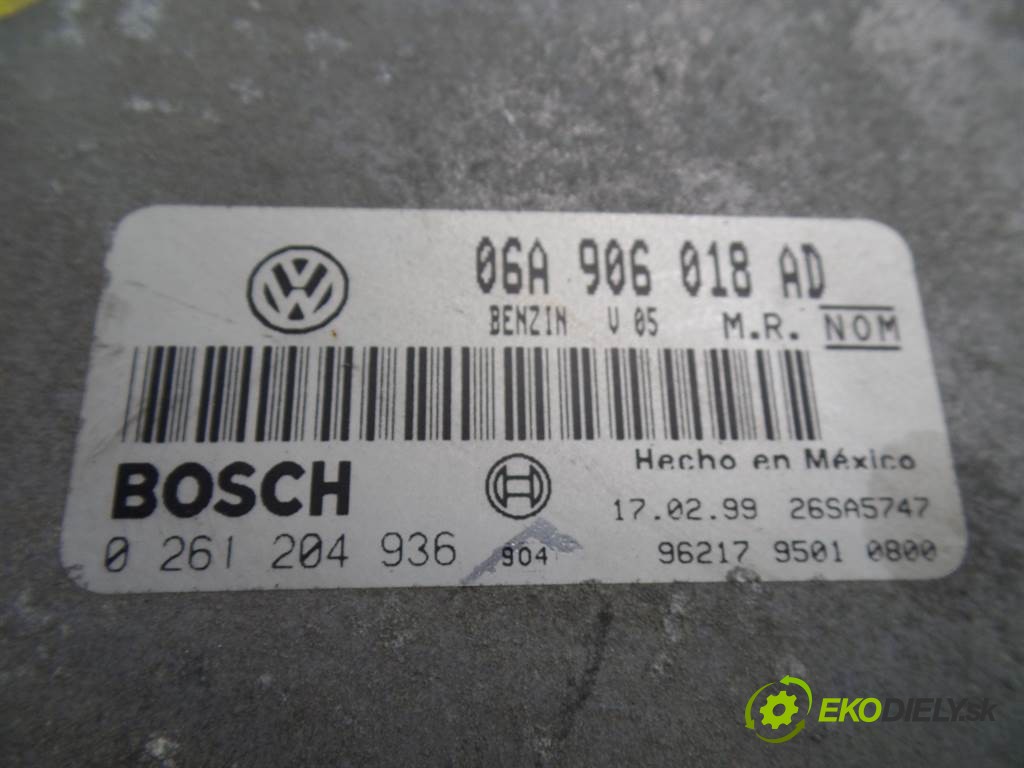 06A 906 018 AD
BENZIN V 05 M.R. NOM
Hecho en México
BOSCH
17.02.99 26SA5747
0 261 204 936 904
96217 9501 0800
EKODIELY.sk